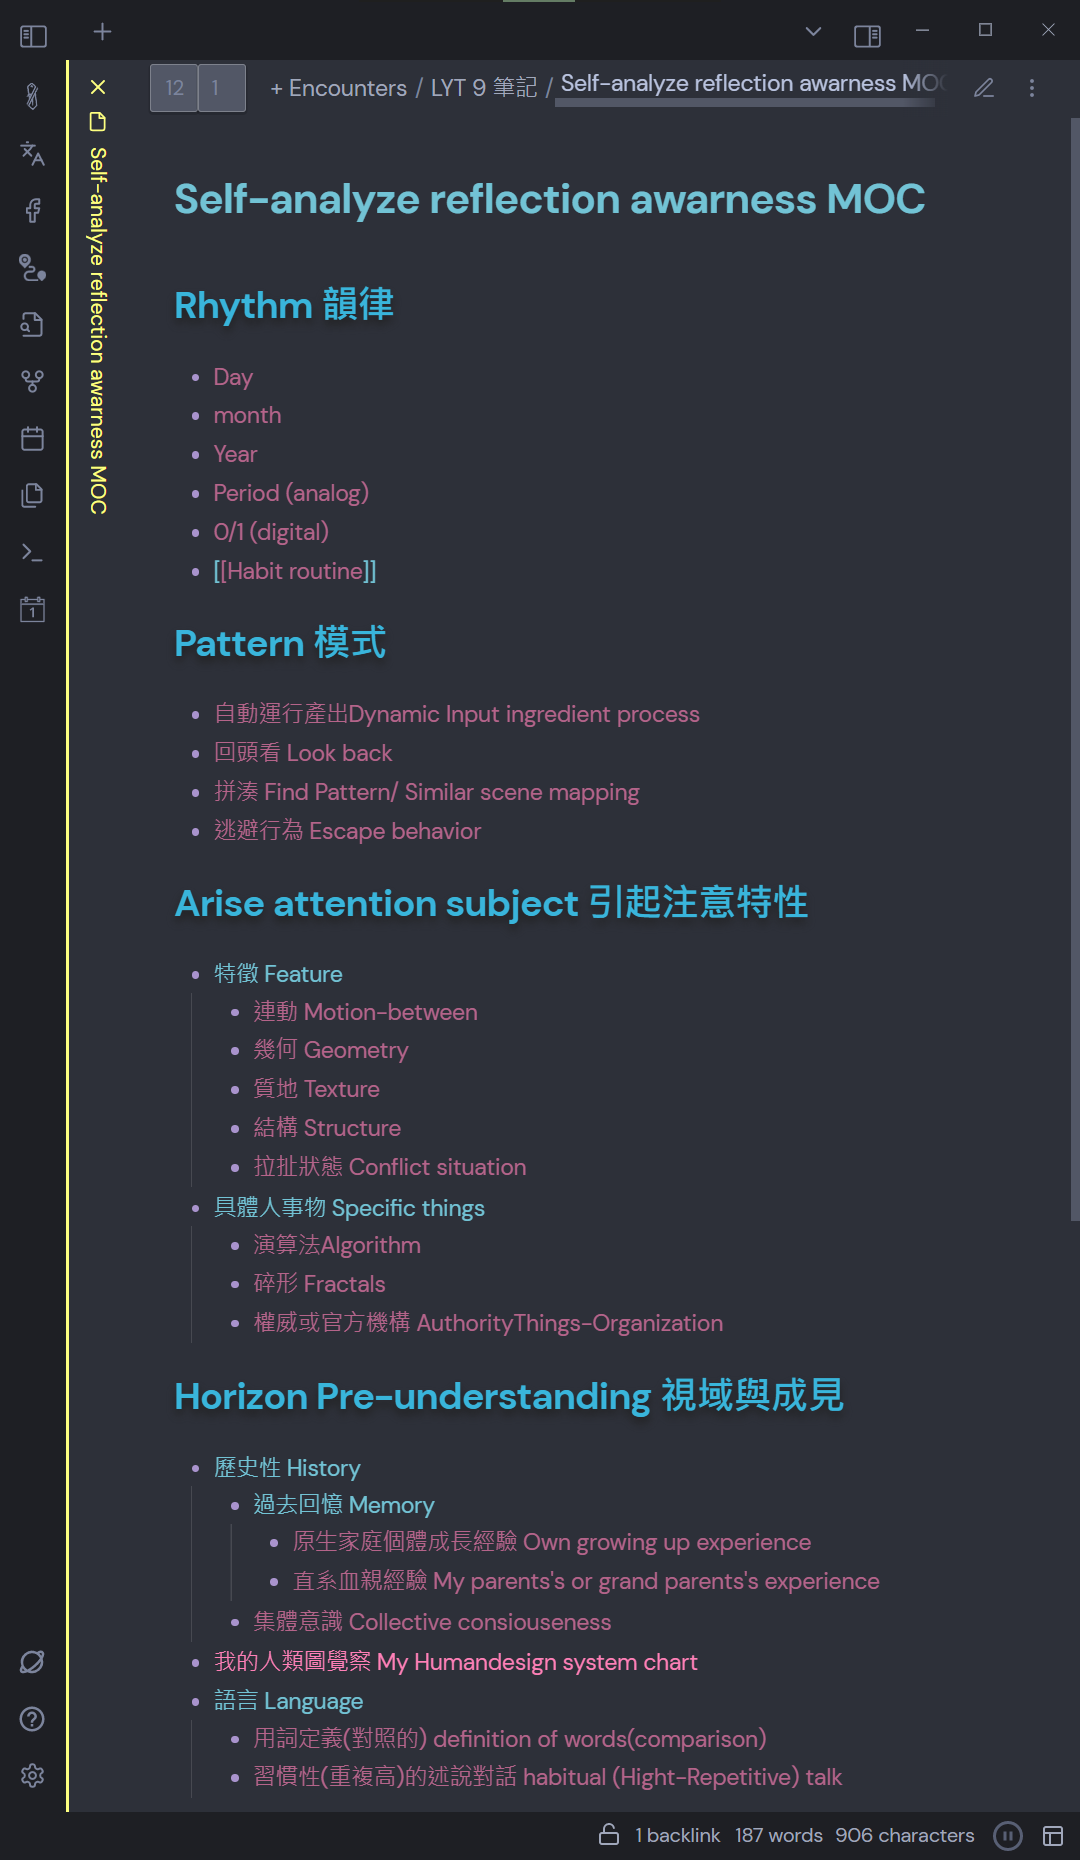 12 1 + Encounters / LYT 9 筆記 / Self-analyze reflection awarness MOC
Self-analyze reflection awarness MOC
Self-analyze reflection awarness MOC
Rhythm 韻律
Day
month
Year
Period (analog)
0/1 (digital)
[[Habit routine]]
Pattern 模式
自動運行產出Dynamic Input ingredient process
回頭看 Look back
拼湊 Find Pattern/ Similar scene mapping
逃避行為 Escape behavior
Arise attention subject 引起注意特性
特徵 Feature
連動 Motion-between
幾何 Geometry
質地 Texture
結構 Structure
拉扯狀態 Conflict situation
具體人事物 Specific things
演算法Algorithm
碎形 Fractals
權威或官方機構 AuthorityThings-Organization
Horizon Pre-understanding 視域與成見
歷史性 History
過去回憶 Memory
原生家庭個體成長經驗 Own growing up experience
直系血親經驗 My parents's or grand parents's experience
集體意識 Collective consiouseness
我的人類圖覺察 My Humandesign system chart
語言 Language
用詞定義(對照的) definition of words(comparison)
習慣性(重複高)的述說對話 habitual (Hight-Repetitive) talk
1 backlink 187 words 906 characters